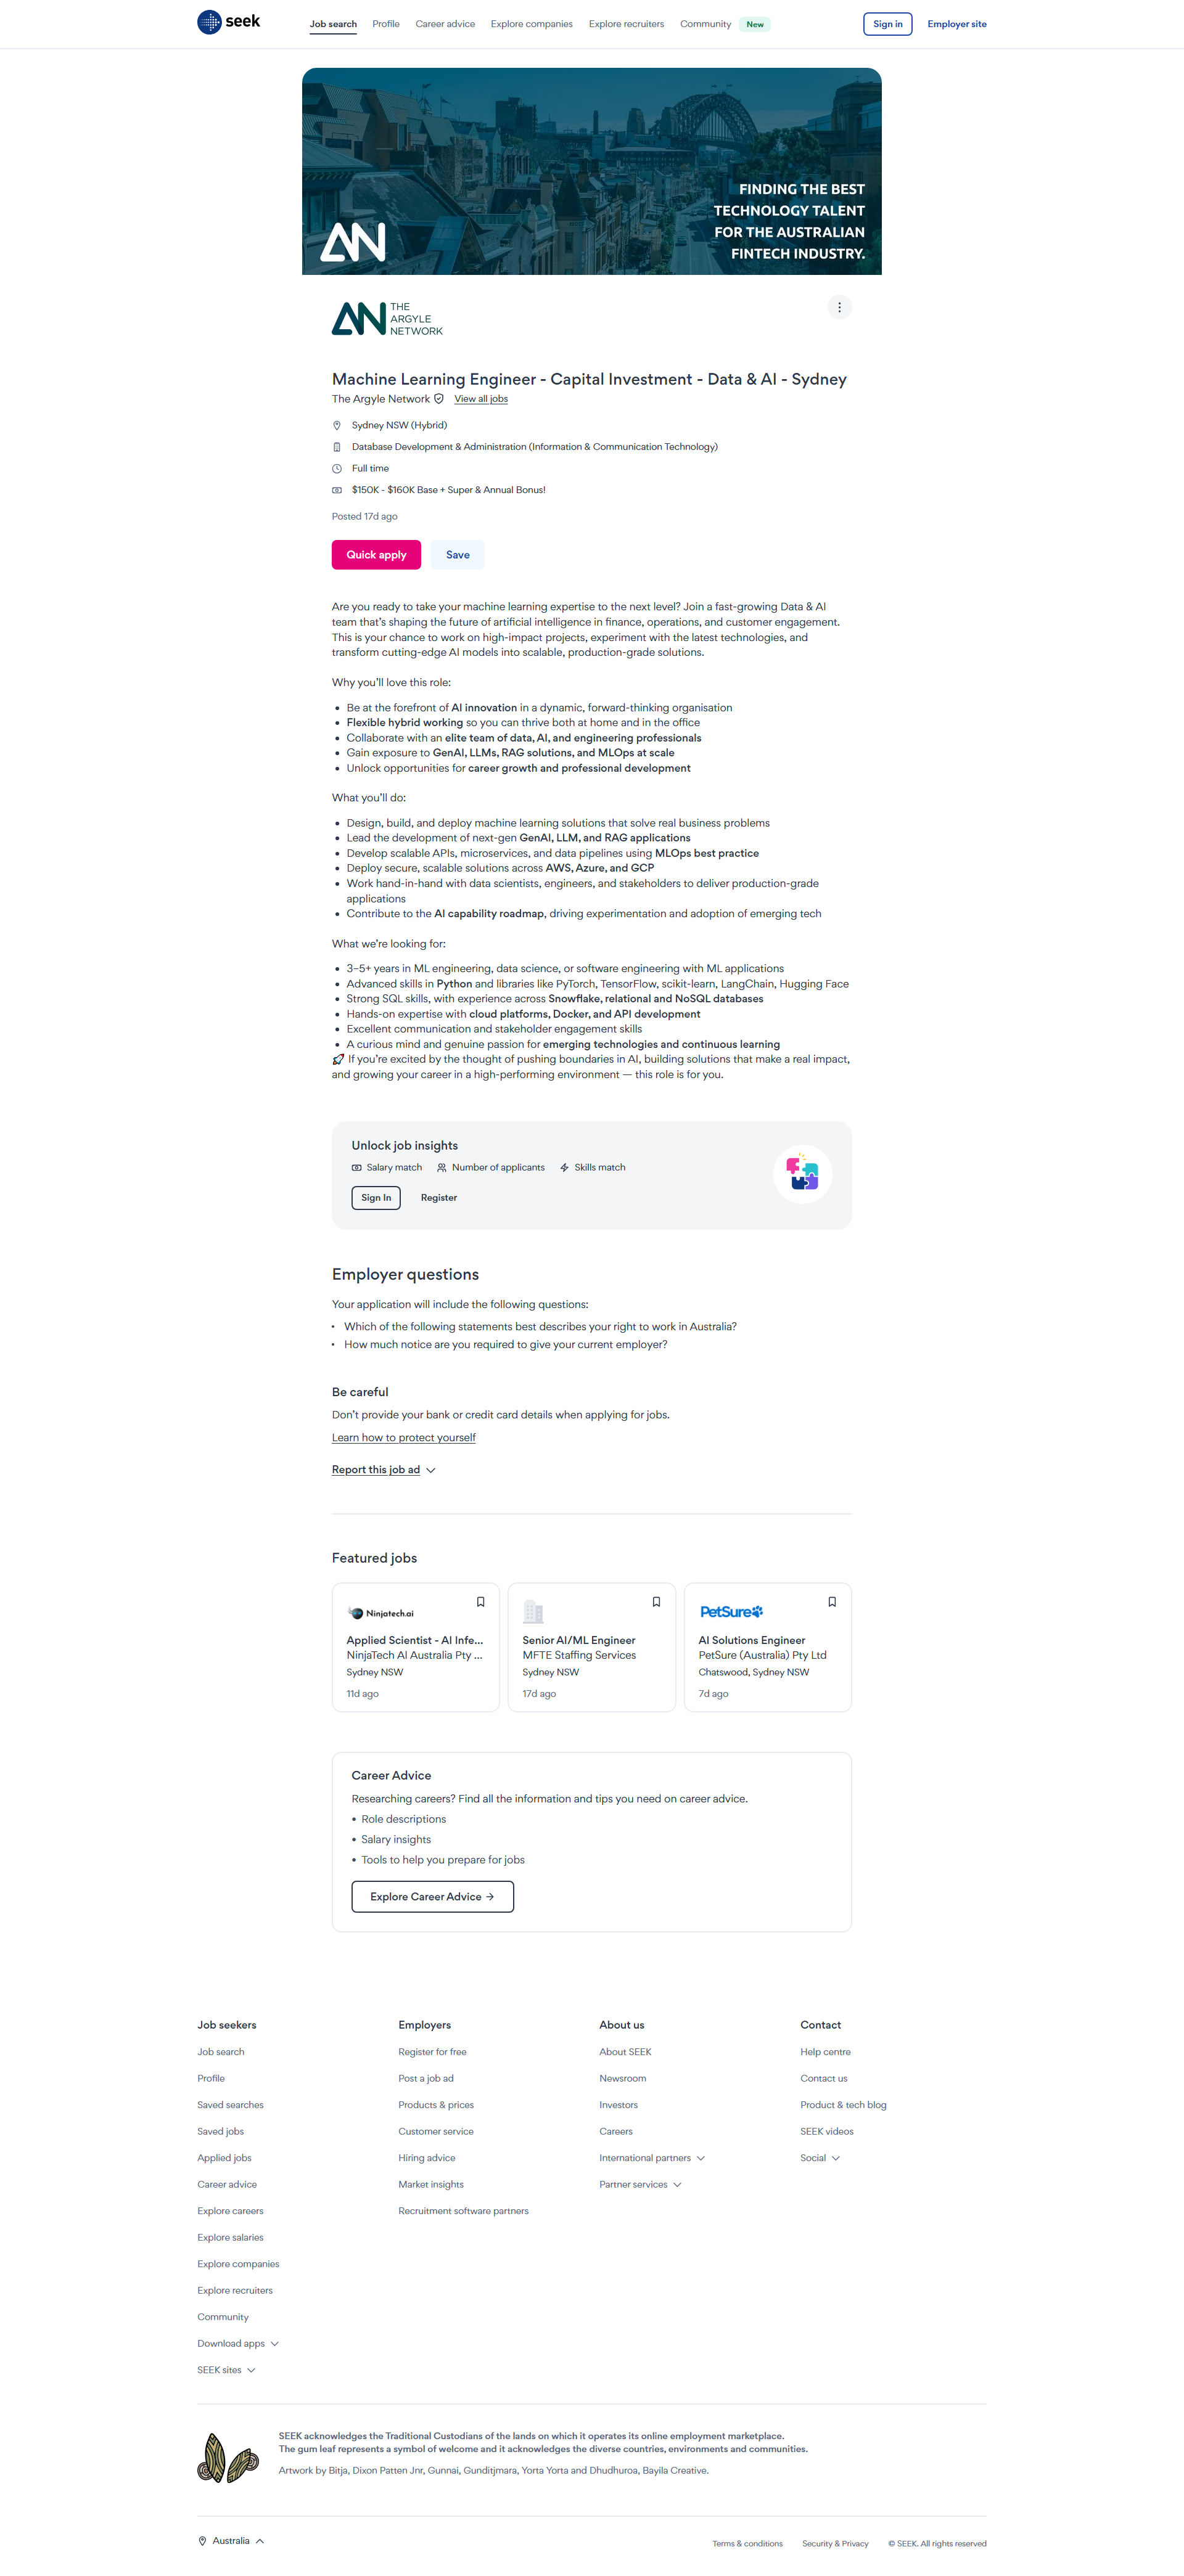 seek
Job search
Profile
Career advice
Explore companies
Explore recruiters
Community
New
Sign in
Employer site
FINDING THE BEST
TECHNOLOGY TALENT
FOR THE AUSTRALIAN
FINTECH INDUSTRY.
AN
AN THE
ARGYLE
NETWORK
Machine Learning Engineer - Capital Investment - Data & AI - Sydney
The Argyle Network
View all jobs
Sydney NSW (Hybrid)
Database Development & Administration (Information & Communication Technology)
Full time
$150K - $160K Base + Super & Annual Bonus!
Posted 17d ago
Quick apply
Save
Are you ready to take your machine learning expertise to the next level? Join a fast-growing Data & AI
team that’s shaping the future of artificial intelligence in finance, operations, and customer engagement.
This is your chance to work on high-impact projects, experiment with the latest technologies, and
transform cutting-edge AI models into scalable, production-grade solutions.
Why you’ll love this role:
• Be at the forefront of AI innovation in a dynamic, forward-thinking organisation
• Flexible hybrid working so you can thrive both at home and in the office
• Collaborate with an elite team of data, AI, and engineering professionals
• Gain exposure to GenAI, LLMs, RAG solutions, and MLOps at scale
• Unlock opportunities for career growth and professional development
What you’ll do:
• Design, build, and deploy machine learning solutions that solve real business problems
• Lead the development of next-gen GenAI, LLM, and RAG applications
• Develop scalable APIs, microservices, and data pipelines using MLOps best practice
• Deploy secure, scalable solutions across AWS, Azure, and GCP
• Work hand-in-hand with data scientists, engineers, and stakeholders to deliver production-grade
applications
• Contribute to the AI capability roadmap, driving experimentation and adoption of emerging tech
What we’re looking for:
• 3–5+ years in ML engineering, data science, or software engineering with ML applications
• Advanced skills in Python and libraries like PyTorch, TensorFlow, scikit-learn, LangChain, Hugging Face
• Strong SQL skills, with experience across Snowflake, relational and NoSQL databases
• Hands-on expertise with cloud platforms, Docker, and API development
• Excellent communication and stakeholder engagement skills
• A curious mind and genuine passion for emerging technologies and continuous learning
🚀 If you’re excited by the thought of pushing boundaries in AI, building solutions that make a real impact,
and growing your career in a high-performing environment — this role is for you.
Unlock job insights
Salary match
Number of applicants
Skills match
Sign In
Register
Employer questions
Your application will include the following questions:
• Which of the following statements best describes your right to work in Australia?
• How much notice are you required to give your current employer?
Be careful
Don’t provide your bank or credit card details when applying for jobs.
Learn how to protect yourself
Report this job ad
Featured jobs
Ninjatech.ai
Applied Scientist - AI Infe...
NinjaTech AI Australia Pty ...
Sydney NSW
11d ago
Senior AI/ML Engineer
MFTE Staffing Services
Sydney NSW
17d ago
PetSure
AI Solutions Engineer
PetSure (Australia) Pty Ltd
Chatswood, Sydney NSW
7d ago
Career Advice
Researching careers? Find all the information and tips you need on career advice.
• Role descriptions
• Salary insights
• Tools to help you prepare for jobs
Explore Career Advice →
Job seekers
Job search
Profile
Saved searches
Saved jobs
Applied jobs
Career advice
Explore careers
Explore salaries
Explore companies
Explore recruiters
Community
Download apps
SEEK sites
Employers
Register for free
Post a job ad
Products & prices
Customer service
Hiring advice
Market insights
Recruitment software partners
About us
About SEEK
Newsroom
Investors
Careers
International partners
Partner services
Contact
Help centre
Contact us
Product & tech blog
SEEK videos
Social
SEEK acknowledges the Traditional Custodians of the lands on which it operates its online employment marketplace.
The gum leaf represents a symbol of welcome and it acknowledges the diverse countries, environments and communities.
Artwork by Bitja, Dixon Patten Jnr, Gunnai, Gunditjmara, Yorta Yorta and Dhudhuroa, Bayila Creative.
Australia
Terms & conditions
Security & Privacy
© SEEK. All rights reserved